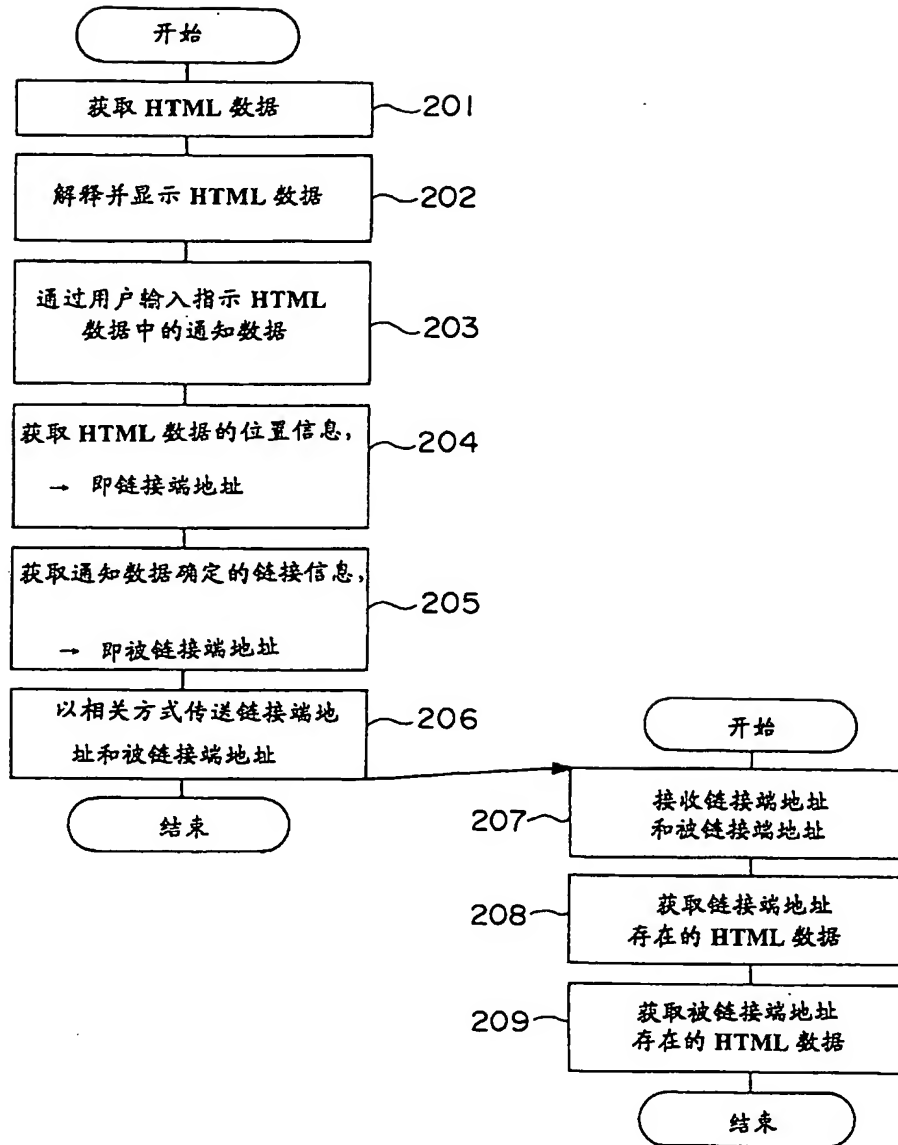 开始
获取 HTML 数据
201
解释并显示 HTML 数据
202
通过用户输入指示 HTML
数据中的通知数据
203
获取 HTML 数据的位置信息,
→ 即链接端地址
204
获取通知数据确定的链接信息,
→ 即被链接端地址
205
以相关方式传送链接端地
址和被链接端地址
206
结束
开始
接收链接端地址
和被链接端地址
207
获取链接端地址
存在的 HTML 数据
208
获取被链接端地址
存在的 HTML 数据
209
结束